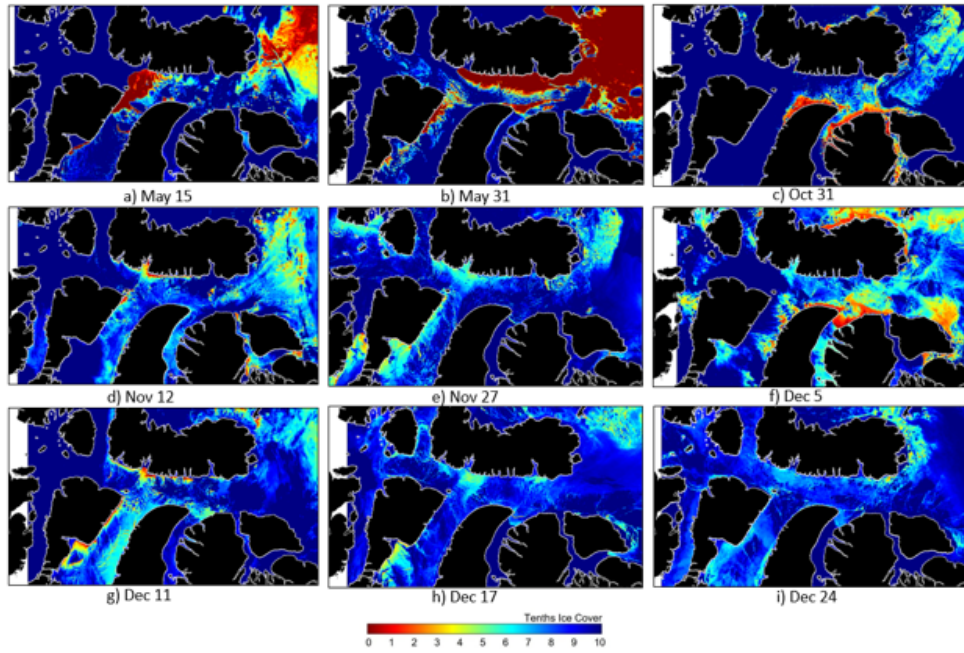 a) May 15
b) May 31
c) Oct 31
d) Nov 12
e) Nov 27
f) Dec 5
g) Dec 11
h) Dec 17
i) Dec 24
Tenths Ice Cover
0 1 2 3 4 5 6 7 8 9 10